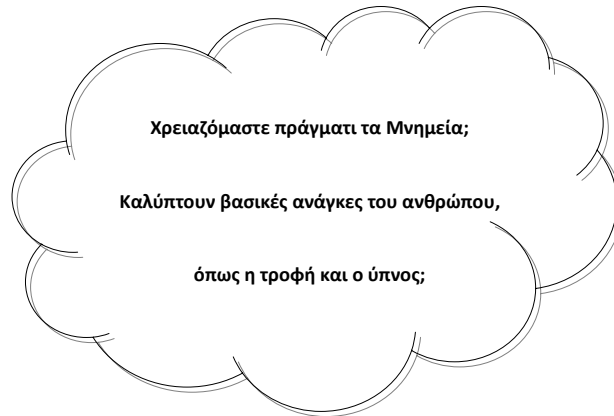 Χρειαζόμαστε πράγματι τα Μνημεία;
Καλύπτουν βασικές ανάγκες του ανθρώπου,
όπως η τροφή και ο ύπνος;